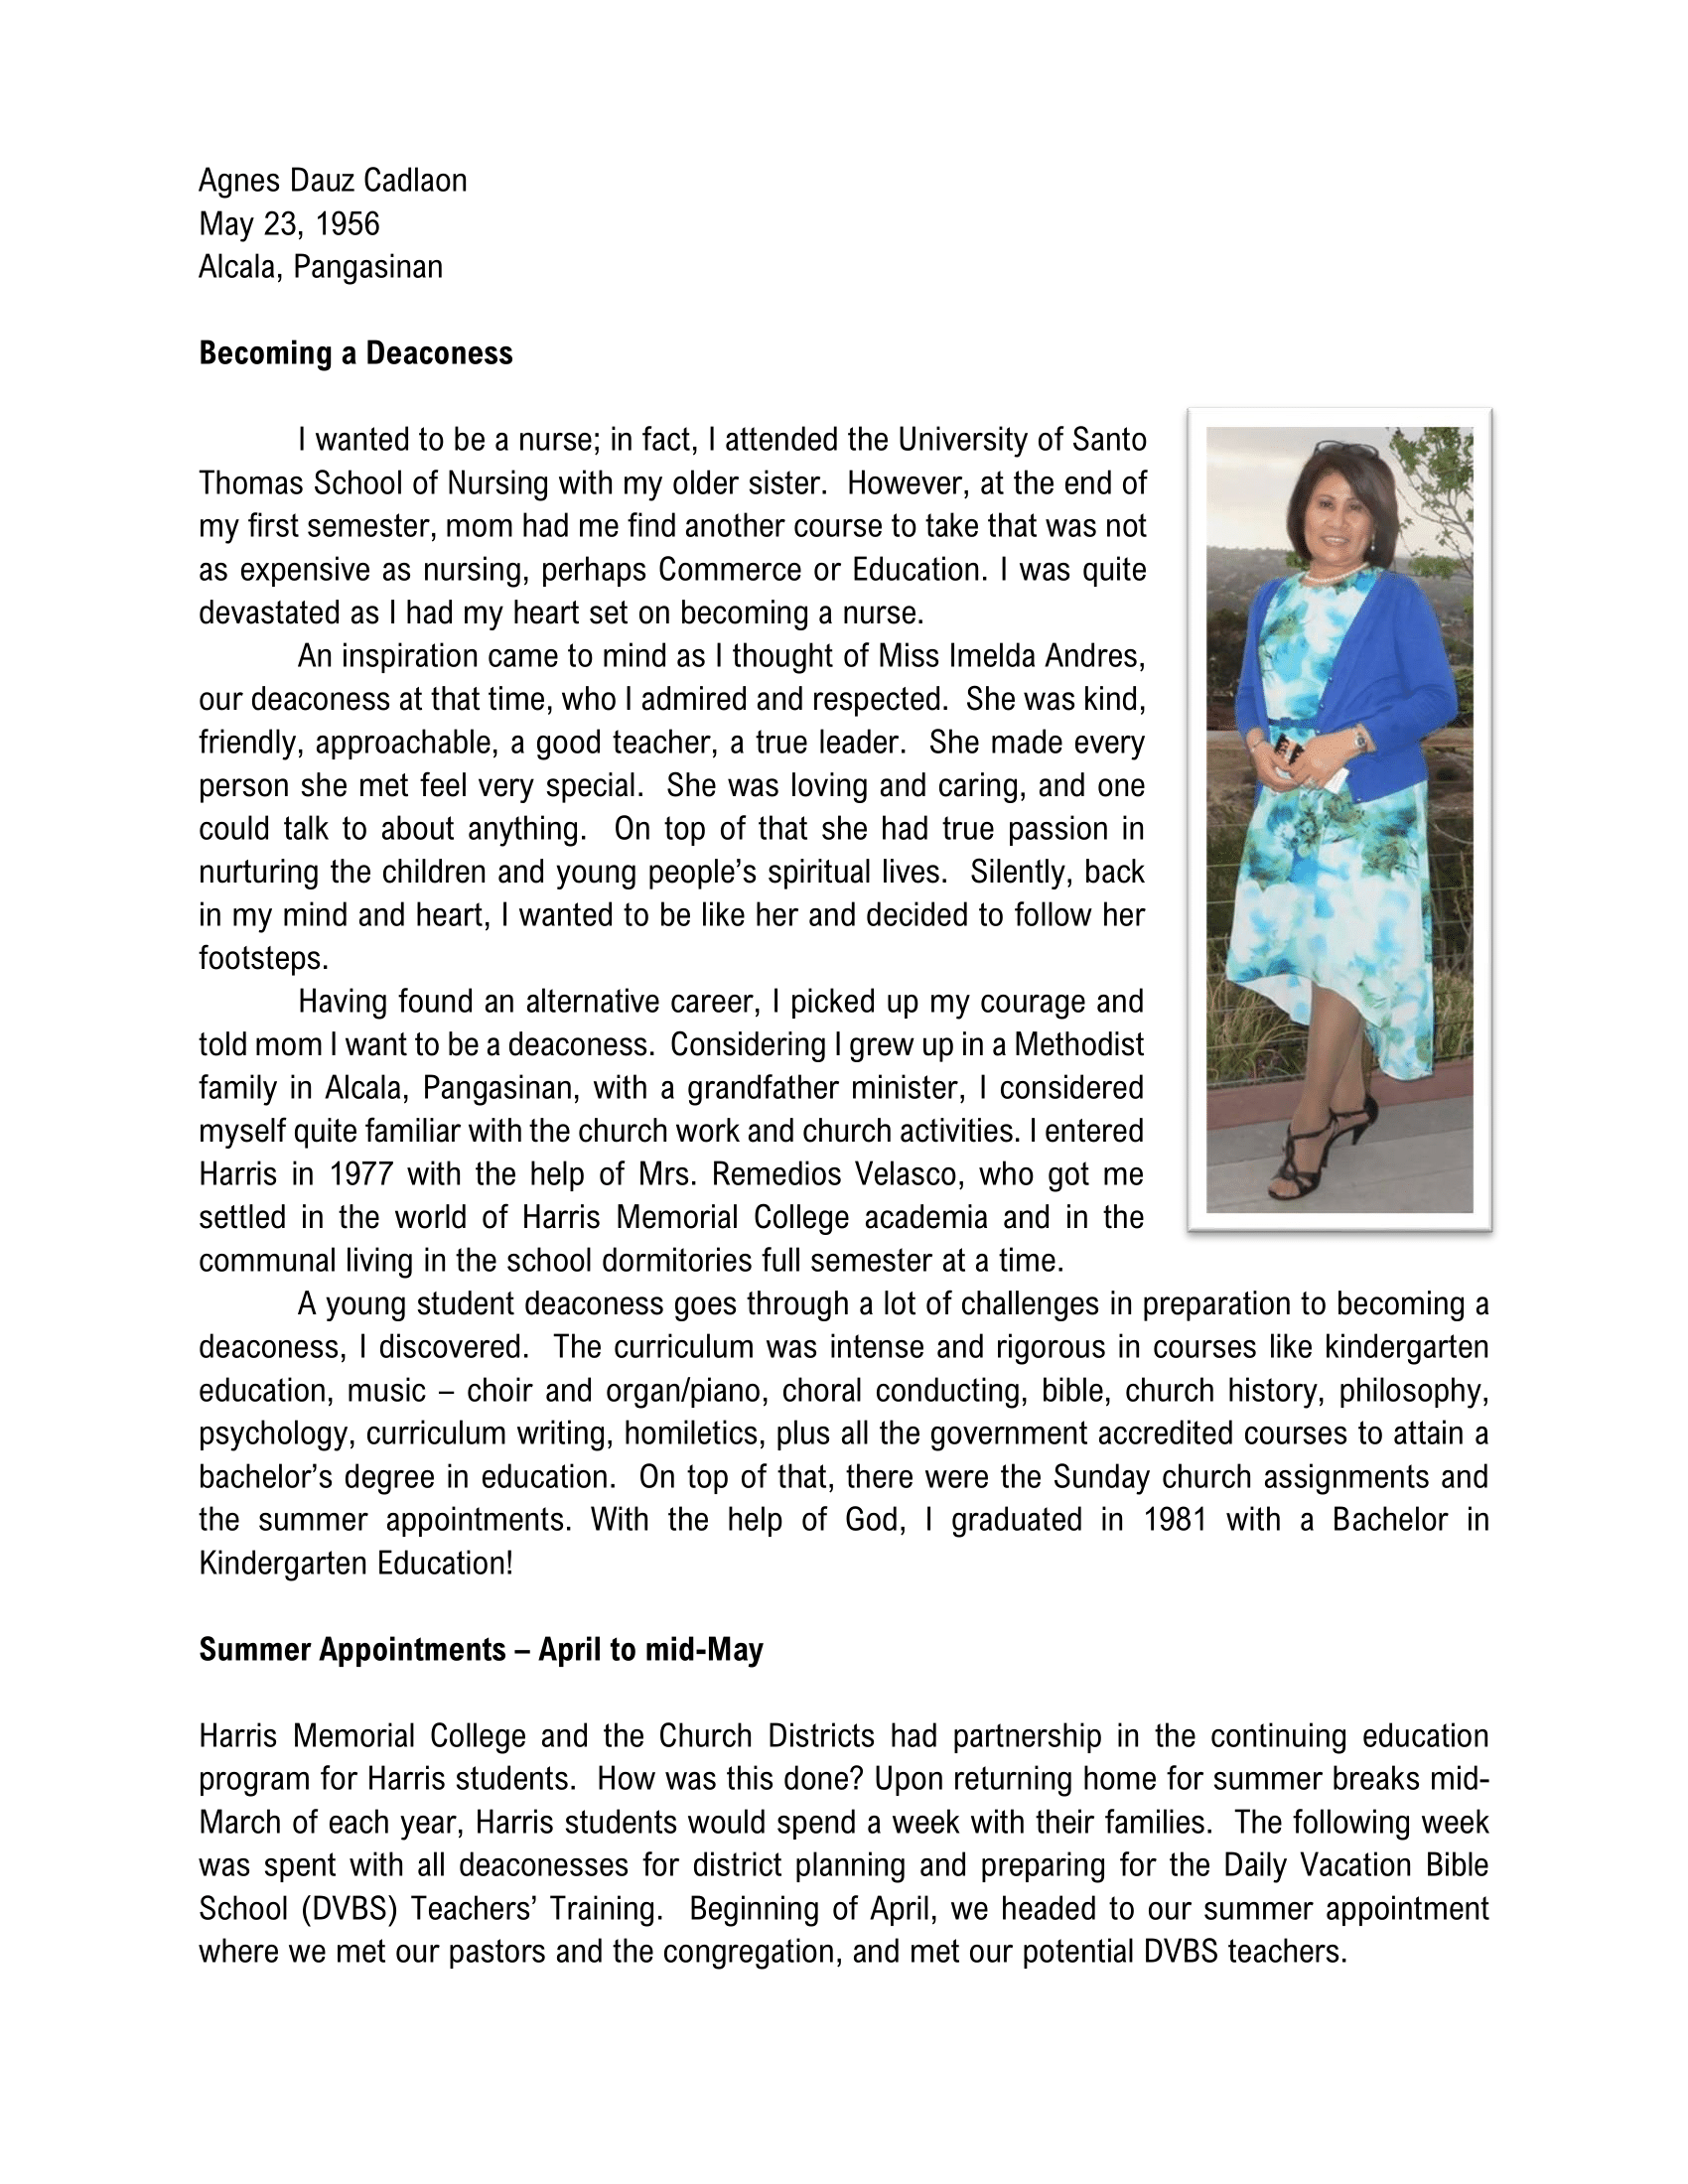 Agnes Dauz Cadlaon
May 23, 1956
Alcala, Pangasinan
Becoming a Deaconess
I wanted to be a nurse; in fact, I attended the University of Santo
Thomas School of Nursing with my older sister.  However, at the end of
my first semester, mom had me find another course to take that was not
as expensive as nursing, perhaps Commerce or Education. I was quite
devastated as I had my heart set on becoming a nurse.
An inspiration came to mind as I thought of Miss Imelda Andres,
our deaconess at that time, who I admired and respected.  She was kind,
friendly, approachable, a good teacher, a true leader.  She made every
person she met feel very special.  She was loving and caring, and one
could talk to about anything.  On top of that she had true passion in
nurturing the children and young people’s spiritual lives.  Silently, back
in my mind and heart, I wanted to be like her and decided to follow her
footsteps.
Having found an alternative career, I picked up my courage and
told mom I want to be a deaconess.  Considering I grew up in a Methodist
family in Alcala, Pangasinan, with a grandfather minister, I considered
myself quite familiar with the church work and church activities. I entered
Harris in 1977 with the help of Mrs. Remedios Velasco, who got me
settled in the world of Harris Memorial College academia and in the
communal living in the school dormitories full semester at a time.
A young student deaconess goes through a lot of challenges in preparation to becoming a
deaconess, I discovered.  The curriculum was intense and rigorous in courses like kindergarten
education, music – choir and organ/piano, choral conducting, bible, church history, philosophy,
psychology, curriculum writing, homiletics, plus all the government accredited courses to attain a
bachelor’s degree in education.  On top of that, there were the Sunday church assignments and
the summer appointments. With the help of God, I graduated in 1981 with a Bachelor in
Kindergarten Education!
Summer Appointments – April to mid-May
Harris Memorial College and the Church Districts had partnership in the continuing education
program for Harris students.  How was this done? Upon returning home for summer breaks mid-
March of each year, Harris students would spend a week with their families.  The following week
was spent with all deaconesses for district planning and preparing for the Daily Vacation Bible
School (DVBS) Teachers’ Training.  Beginning of April, we headed to our summer appointment
where we met our pastors and the congregation, and met our potential DVBS teachers.